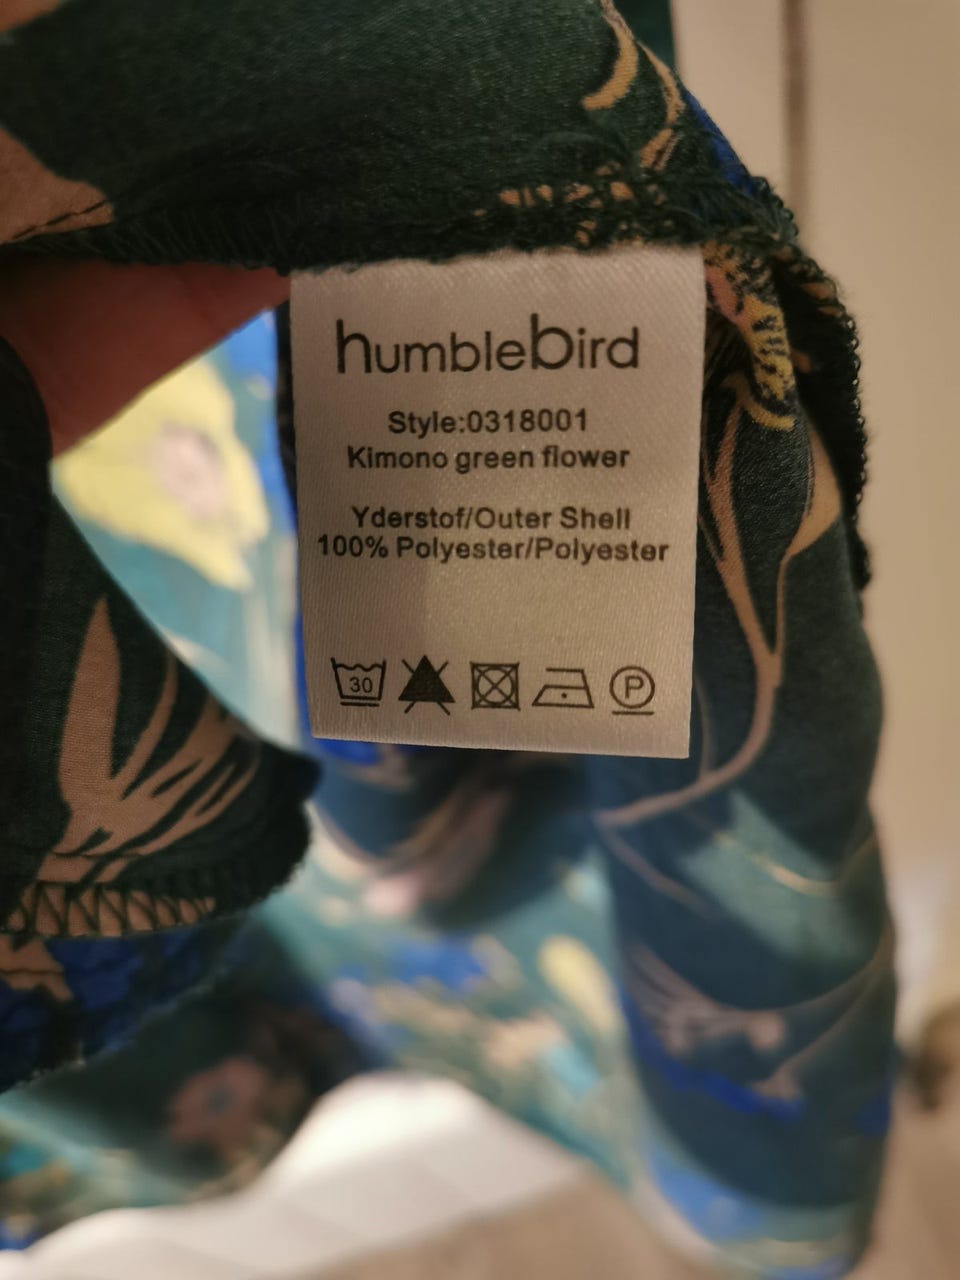 humbleBird
Style:0318001
Kimono green flower
Yderstof/Outer Shell
100% Polyester/Polyester
30
P